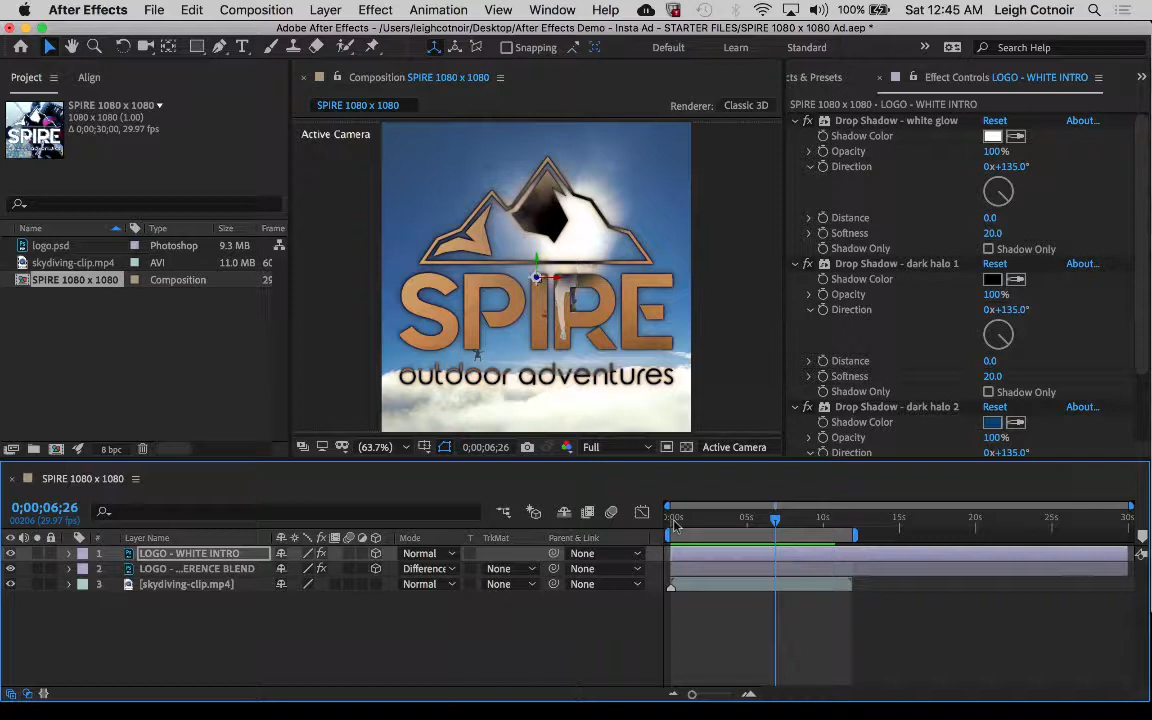 After Effects File Edit Composition Layer Effect Animation View Window Help 100% Sat 12:45 AM Leigh Cotnoir
Adobe After Effects - /Users/leighcotnoir/Desktop/After Effects Demo - Insta Ad - STARTER FILES/SPIRE 1080 x 1080 Ad.aep *
Snapping Default Learn Standard Search Help
Project Align Composition SPIRE 1080 x 1080 cts & Presets Effect Controls LOGO - WHITE INTRO
SPIRE 1080 x 1080 SPIRE 1080 x 1080 Renderer: Classic 3D SPIRE 1080 x 1080 • LOGO - WHITE INTRO
1080 x 1080 (1.00)
Δ 0;00;30;00, 29.97 fps
Active Camera
SPIRE
SPIRE
outdoor adventures
Drop Shadow - white glow Reset About...
Shadow Color
Opacity 100%
Direction 0x+135.0°
Distance 0.0
Softness 20.0
Shadow Only Shadow Only
Drop Shadow - dark halo 1 Reset About...
Shadow Color
Opacity 100%
Direction 0x+135.0°
Distance 0.0
Softness 20.0
Shadow Only Shadow Only
Drop Shadow - dark halo 2 Reset About...
Shadow Color
Opacity 100%
Direction 0x+135.0°
Name Type Size Frame
logo.psd Photoshop 9.3 MB
skydiving-clip.mp4 AVI 11.0 MB 60
SPIRE 1080 x 1080 Composition 29
8 bpc (63.7%) 0;00;06;26 Full Active Camera
SPIRE 1080 x 1080
0;00;06;26
00206 (29.97 fps)
0:00s 05s 10s 15s 20s 25s 30s
# Layer Name Mode T TrkMat Parent & Link
1 LOGO - WHITE INTRO Normal None
2 LOGO - ...ERENCE BLEND Difference None None
3 [skydiving-clip.mp4] Normal None None